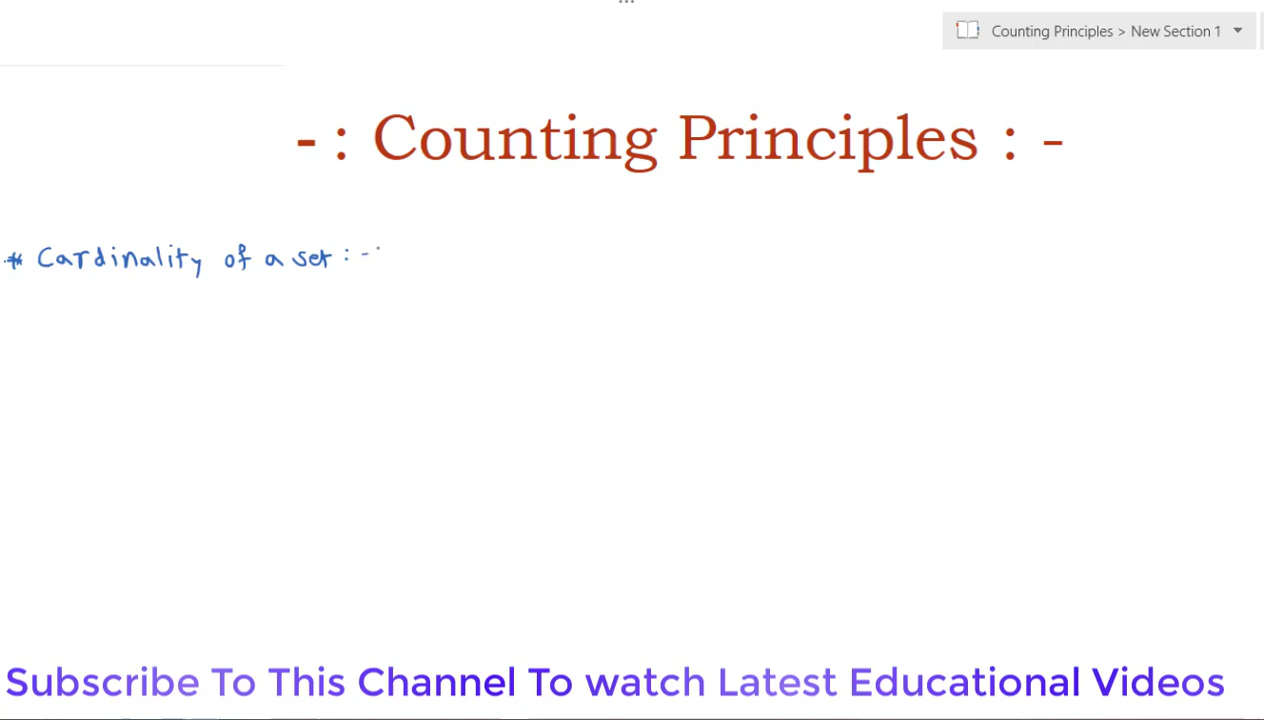 Counting Principles > New Section 1
- : Counting Principles : -
* Cardinality of a set : -
Subscribe To This Channel To watch Latest Educational Videos